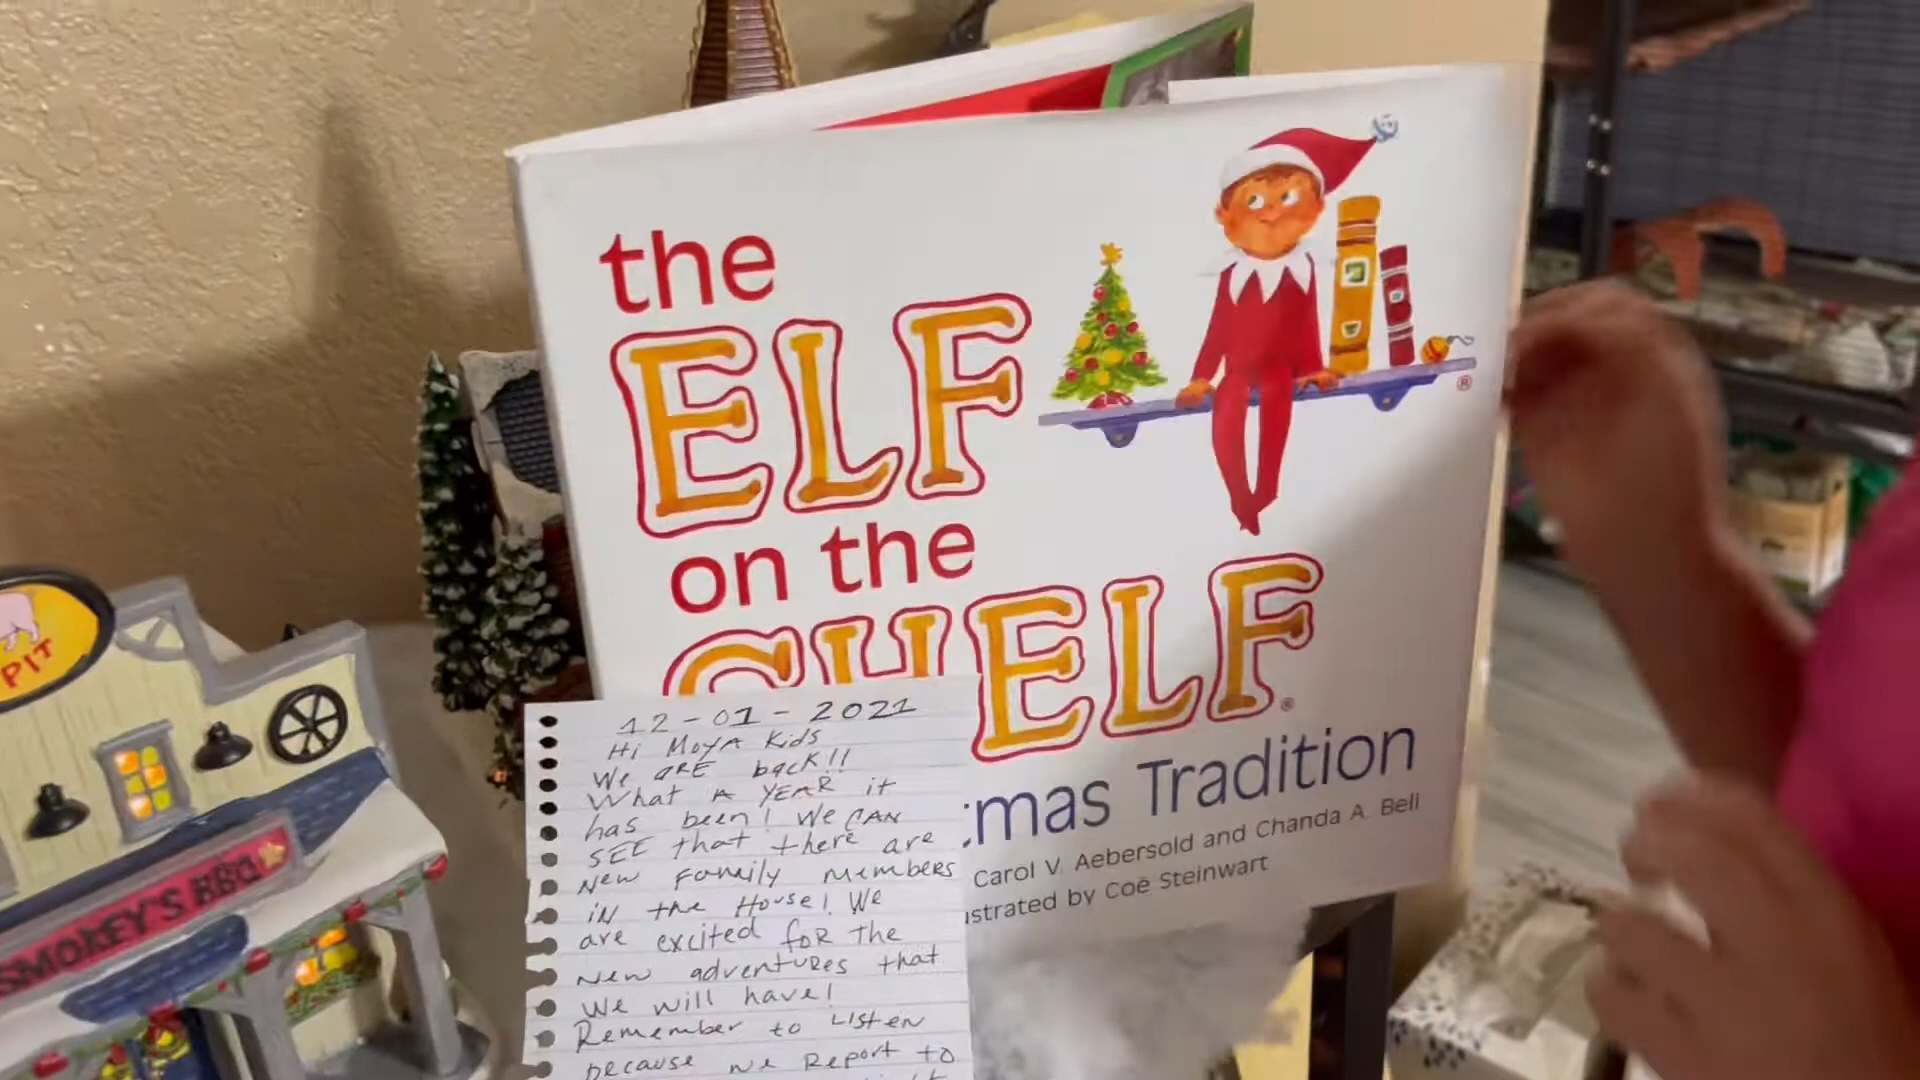 the
ELF
on the
SHELF®
mas Tradition
Carol V. Aebersold and Chanda A. Bell
ustrated by Coë Steinwart
PIT
SMOKEY'S BBQ
12-01-2021
Hi MoyA Kids
We ARE back!!
What A YEAR it
has been! We CAN
SEE that there are
New Family Members
iN the House! We
are excited foR the
New adventuRes that
We will have!
Remember to Listen
because we Report to